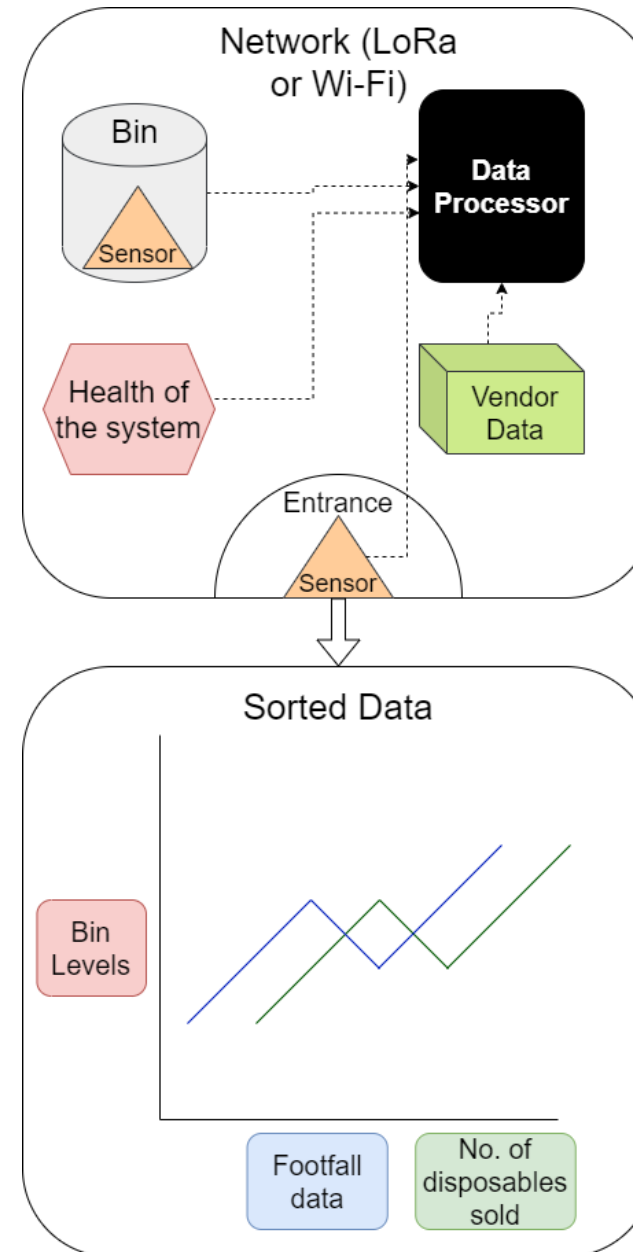 Network (LoRa
or Wi-Fi)
Bin
Sensor
Data
Processor
Health of
the system
Vendor
Data
Entrance
Sensor
Sorted Data
Bin
Levels
Footfall
data
No. of
disposables
sold